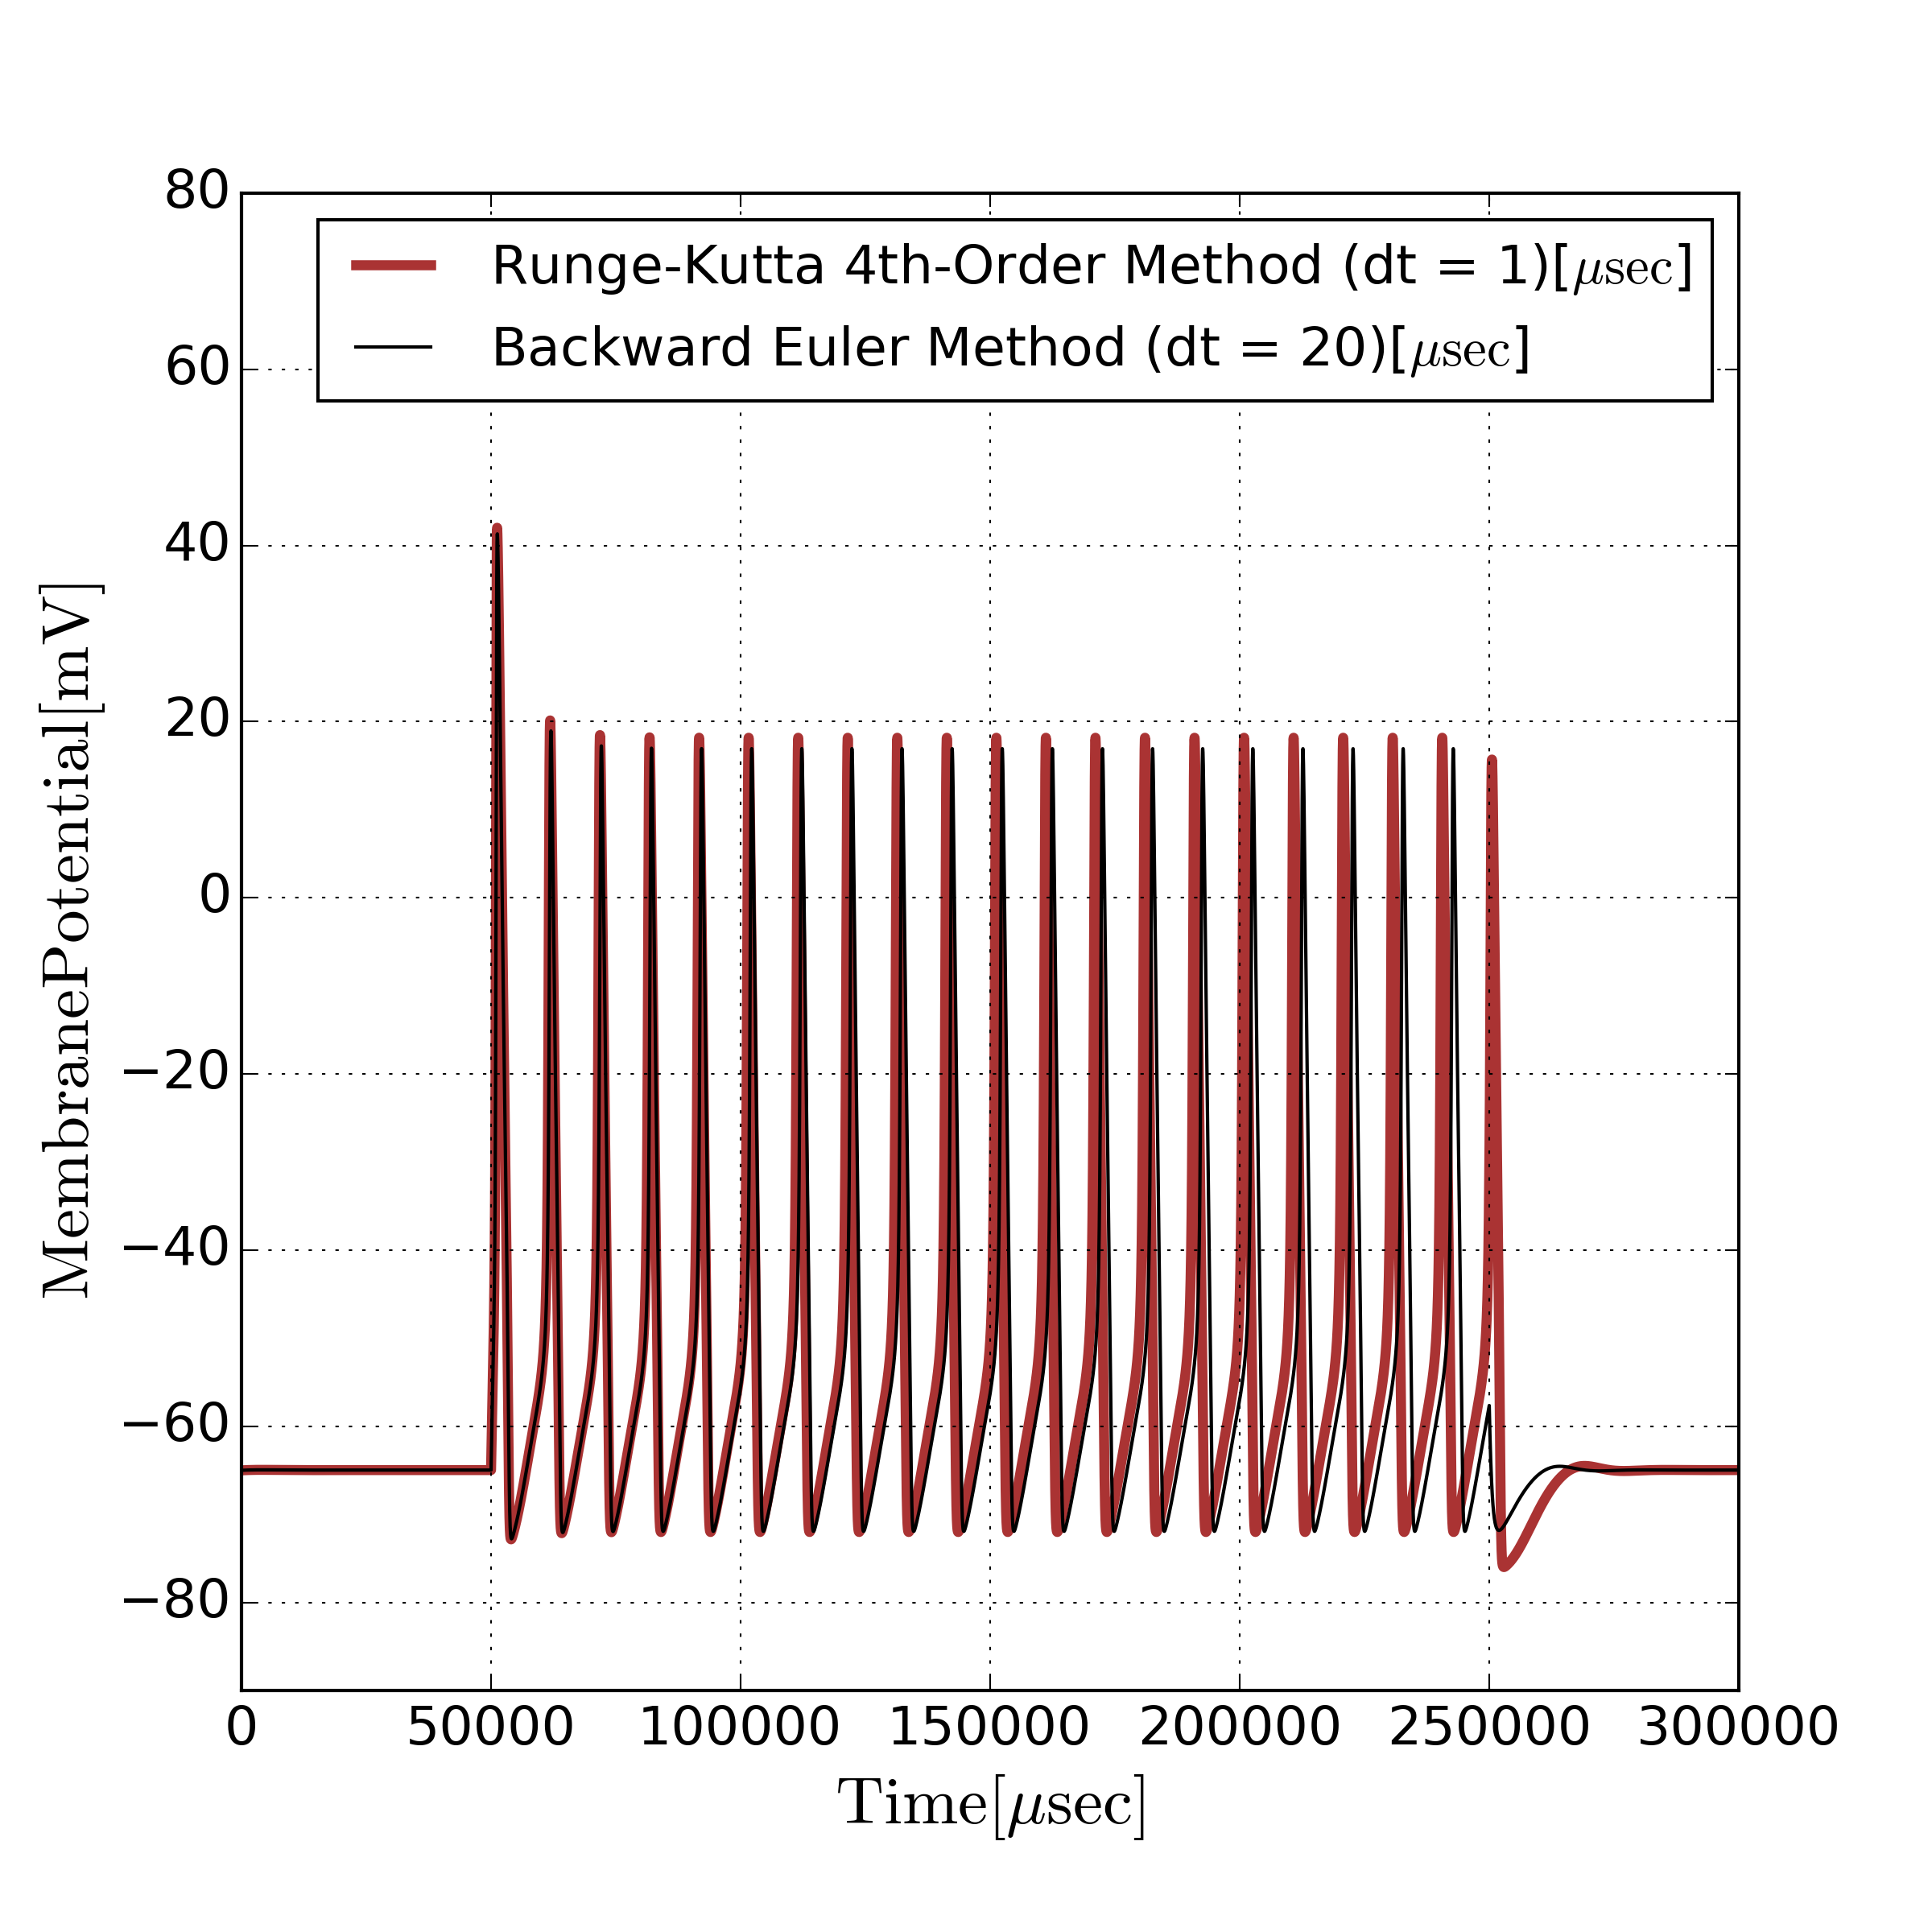 80
Runge-Kutta 4th-Order Method (dt = 1)[μsec]
Backward Euler Method (dt = 20)[μsec]
60
40
20
0
−20
−40
−60
−80
MembranePotential[mV]
0 50000 100000 150000 200000 250000 300000
Time[μsec]